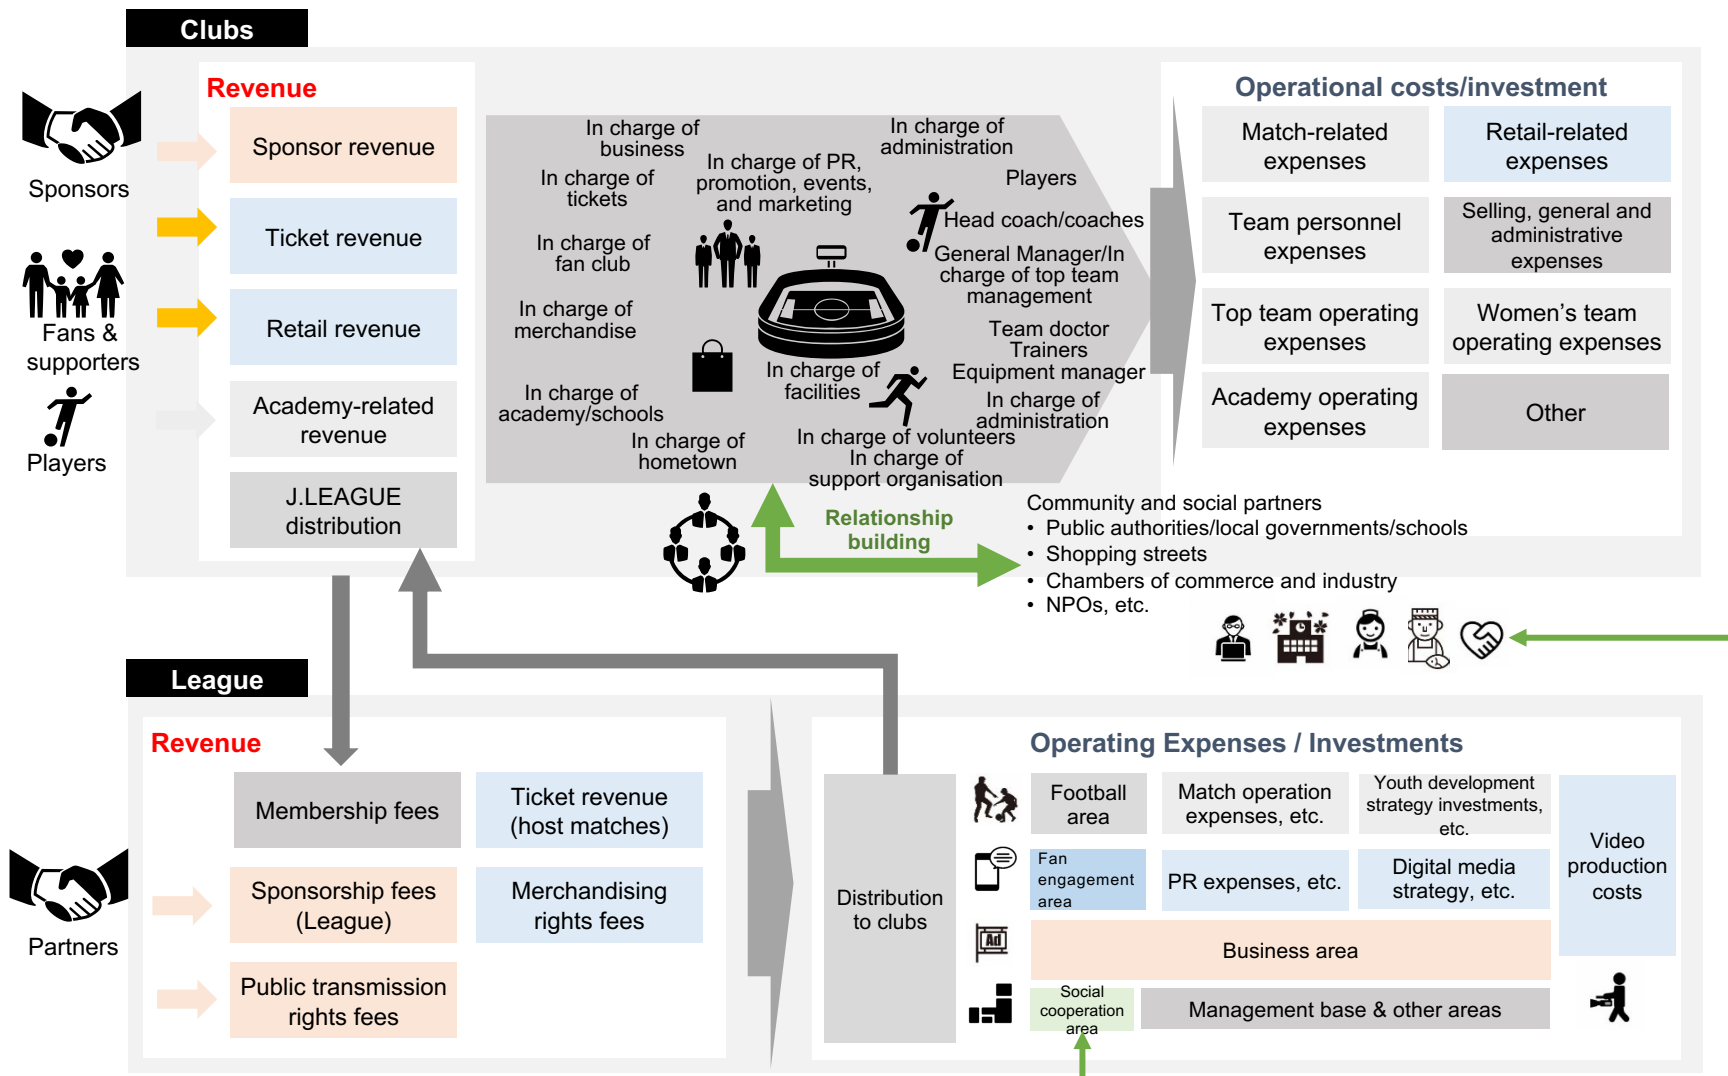 Clubs
Revenue
Sponsors
Fans &
supporters
Players
Sponsor revenue
Ticket revenue
Retail revenue
Academy-related
revenue
J.LEAGUE
distribution
In charge of
business
In charge of
tickets
In charge of
fan club
In charge of
merchandise
In charge of
academy/schools
In charge of
hometown
In charge of PR,
promotion, events,
and marketing
In charge of
facilities
In charge of
administration
Players
Head coach/coaches
General Manager/In
charge of top team
management
Team doctor
Trainers
Equipment manager
In charge of
administration
In charge of volunteers
In charge of
support organisation
Operational costs/investment
Match-related
expenses
Retail-related
expenses
Team personnel
expenses
Selling, general and
administrative
expenses
Top team operating
expenses
Women’s team
operating expenses
Academy operating
expenses
Other
Relationship
building
Community and social partners
• Public authorities/local governments/schools
• Shopping streets
• Chambers of commerce and industry
• NPOs, etc.
League
Revenue
Partners
Membership fees
Ticket revenue
(host matches)
Sponsorship fees
(League)
Merchandising
rights fees
Public transmission
rights fees
Operating Expenses / Investments
Distribution
to clubs
Football
area
Match operation
expenses, etc.
Youth development
strategy investments,
etc.
Fan
engagement
area
PR expenses, etc.
Digital media
strategy, etc.
Video
production
costs
Ad
Business area
Social
cooperation
area
Management base & other areas